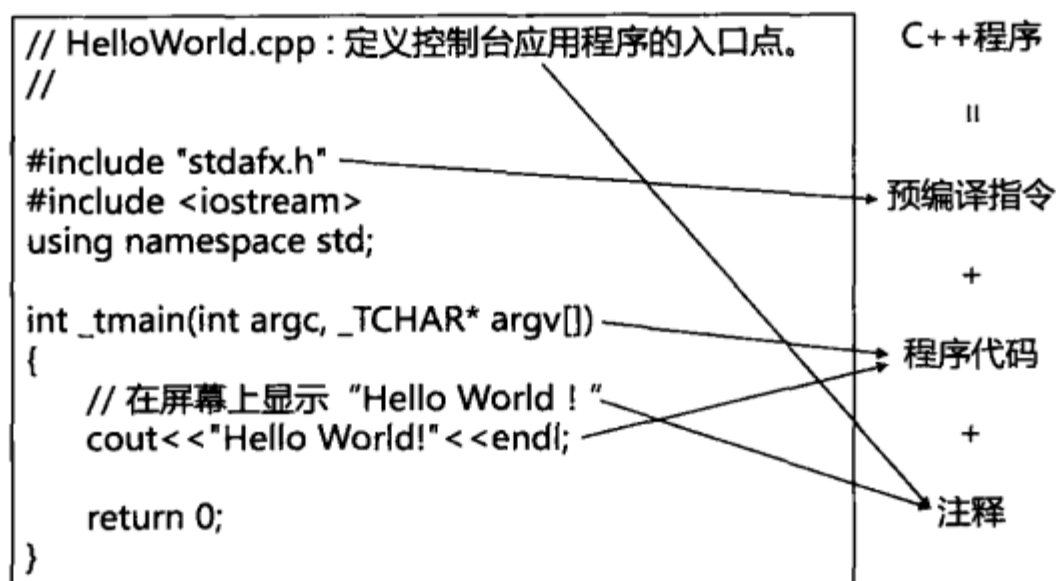 // HelloWorld.cpp : 定义控制台应用程序的入口点。
//
#include "stdafx.h"
#include <iostream>
using namespace std;
int _tmain(int argc, _TCHAR* argv[])
{
// 在屏幕上显示“Hello World！“
cout<<"Hello World!"<<endl;
return 0;
}
C++程序
=
预编译指令
+
程序代码
+
注释